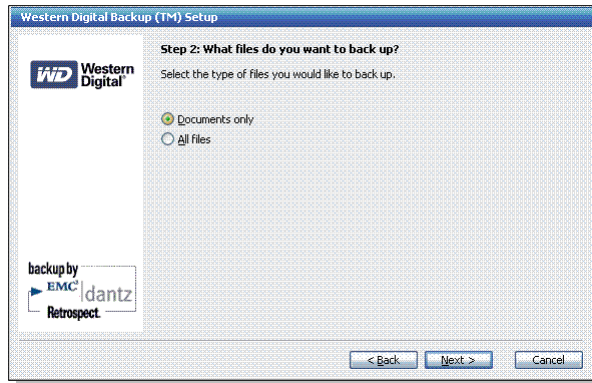 Western Digital Backup (TM) Setup
WD Western
Digital®
Step 2: What files do you want to back up?
Select the type of files you would like to back up.
Documents only
All files
backup by
EMC² dantz
Retrospect.
< Back
Next >
Cancel